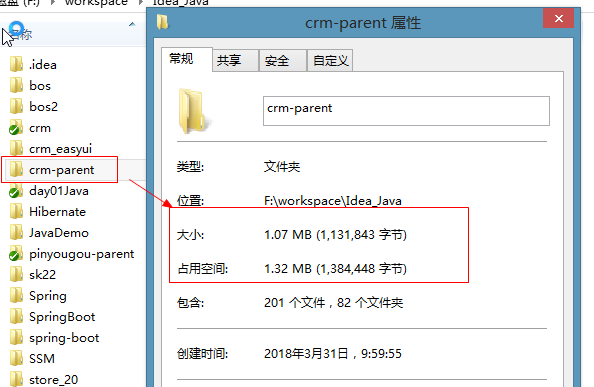 (F:) › workspace › Idea_Java
名称
.idea
bos
bos2
crm
crm_easyui
crm-parent
day01Java
Hibernate
JavaDemo
pinyougou-parent
sk22
Spring
SpringBoot
spring-boot
SSM
store_20
crm-parent 属性
常规 共享 安全 自定义
crm-parent
类型: 文件夹
位置: F:\workspace\Idea_Java
大小: 1.07 MB (1,131,843 字节)
占用空间: 1.32 MB (1,384,448 字节)
包含: 201 个文件，82 个文件夹
创建时间: 2018年3月31日，9:59:55